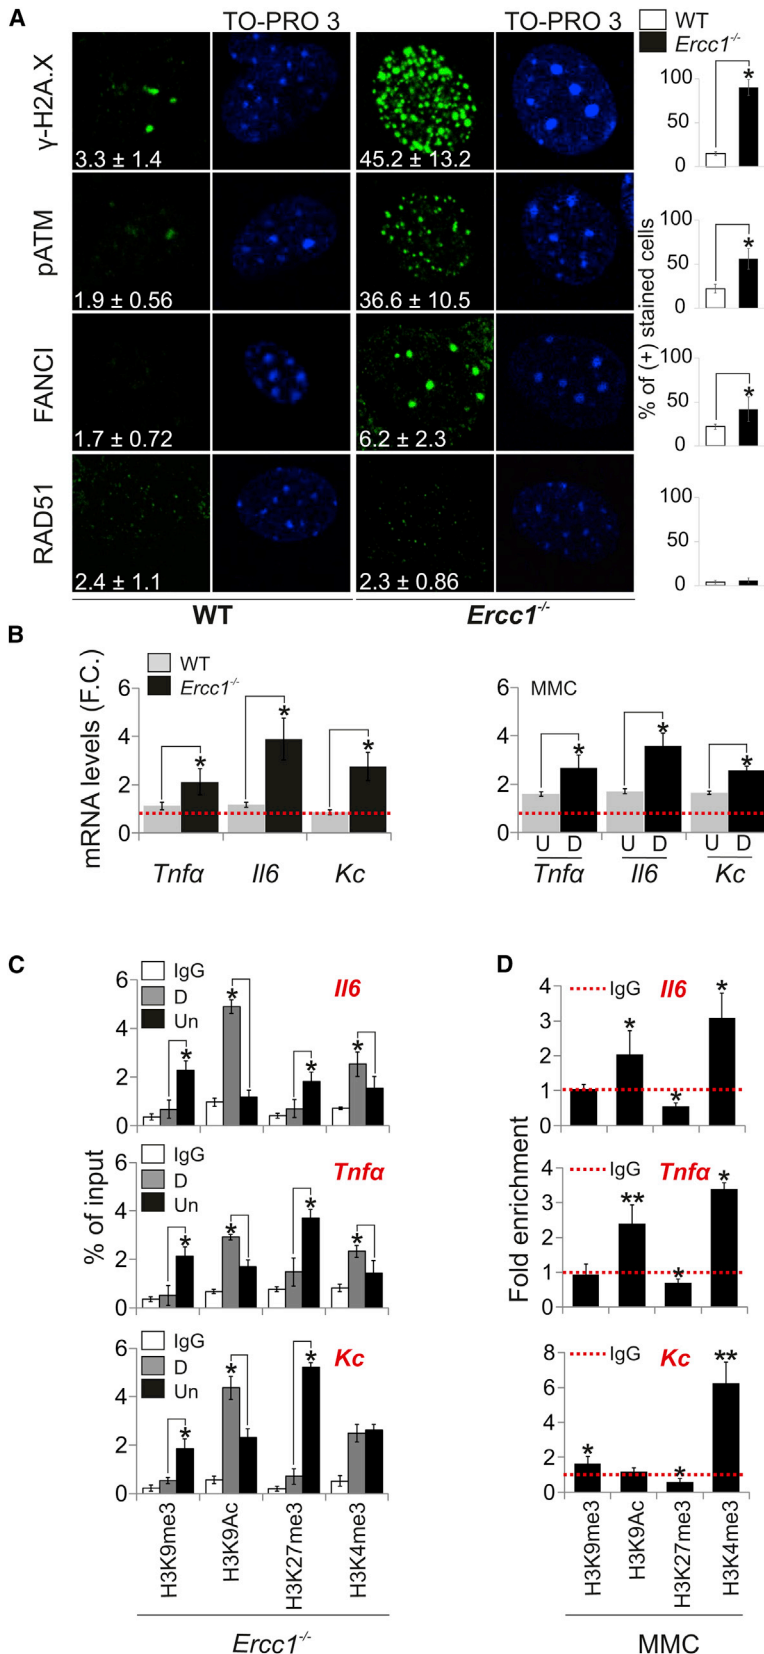 A
TO-PRO 3
TO-PRO 3
WT
Ercc1-/-
γ-H2A.X
3.3 ± 1.4
45.2 ± 13.2
100
50
0
*
pATM
1.9 ± 0.56
36.6 ± 10.5
100
50
0
*
FANCI
1.7 ± 0.72
6.2 ± 2.3
100
50
0
*
RAD51
2.4 ± 1.1
2.3 ± 0.86
100
50
0
% of (+) stained cells
WT
Ercc1-/-
B
mRNA levels (F.C.)
WT
Ercc1-/-
6
4
2
0
* * *
Tnfα Il6 Kc
MMC
6
4
2
0
* * *
U D U D U D
Tnfα Il6 Kc
C
% of input
IgG
D
Un
Il6
6
4
2
0
* * * *
IgG
D
Un
Tnfα
6
4
2
0
* * * *
IgG
D
Un
Kc
6
4
2
0
* * *
H3K9me3
H3K9Ac
H3K27me3
H3K4me3
Ercc1-/-
D
Fold enrichment
IgG Il6
4
3
2
1
0
* * *
IgG Tnfα
4
3
2
1
0
** * *
IgG Kc
8
6
4
2
0
* * **
H3K9me3
H3K9Ac
H3K27me3
H3K4me3
MMC